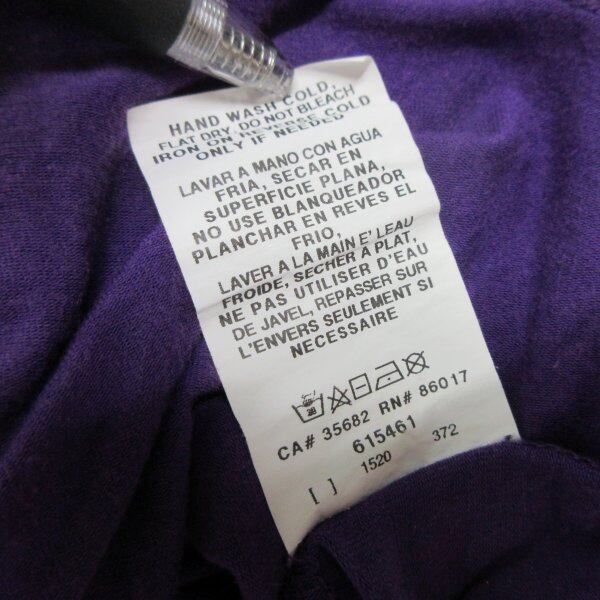 HAND WASH COLD,
FLAT DRY, DO NOT BLEACH
IRON ON REVERSE COLD
ONLY IF NEEDED
LAVAR A MANO CON AGUA
FRIA, SECAR EN
SUPERFICIE PLANA,
NO USE BLANQUEADOR
PLANCHAR EN REVES EL
FRIO,
LAVER A LA MAIN E' LEAU
FROIDE, SECHER A PLAT,
NE PAS UTILISER D'EAU
DE JAVEL, REPASSER SUR
L'ENVERS SEULEMENT SI
NECESSAIRE
CA# 35682 RN# 86017
615461
1520 372
[ ]